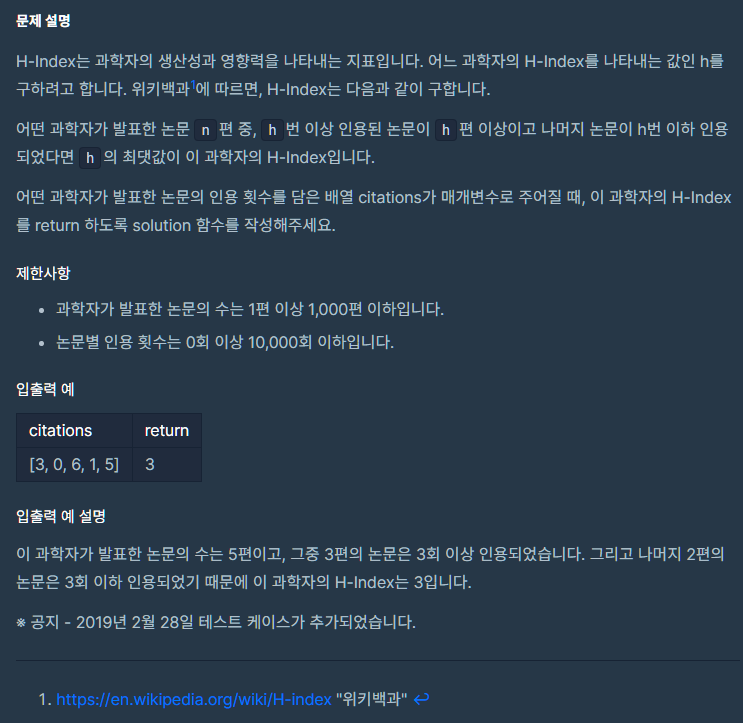 문제 설명
H-Index는 과학자의 생산성과 영향력을 나타내는 지표입니다. 어느 과학자의 H-Index를 나타내는 값인 h를
구하려고 합니다. 위키백과1에 따르면, H-Index는 다음과 같이 구합니다.
어떤 과학자가 발표한 논문 n 편 중, h 번 이상 인용된 논문이 h 편 이상이고 나머지 논문이 h번 이하 인용
되었다면 h 의 최댓값이 이 과학자의 H-Index입니다.
어떤 과학자가 발표한 논문의 인용 횟수를 담은 배열 citations가 매개변수로 주어질 때, 이 과학자의 H-Index
를 return 하도록 solution 함수를 작성해주세요.
제한사항
• 과학자가 발표한 논문의 수는 1편 이상 1,000편 이하입니다.
• 논문별 인용 횟수는 0회 이상 10,000회 이하입니다.
입출력 예
citations return
[3, 0, 6, 1, 5] 3
입출력 예 설명
이 과학자가 발표한 논문의 수는 5편이고, 그중 3편의 논문은 3회 이상 인용되었습니다. 그리고 나머지 2편의
논문은 3회 이하 인용되었기 때문에 이 과학자의 H-Index는 3입니다.
※ 공지 - 2019년 2월 28일 테스트 케이스가 추가되었습니다.
1. https://en.wikipedia.org/wiki/H-index "위키백과" ↩